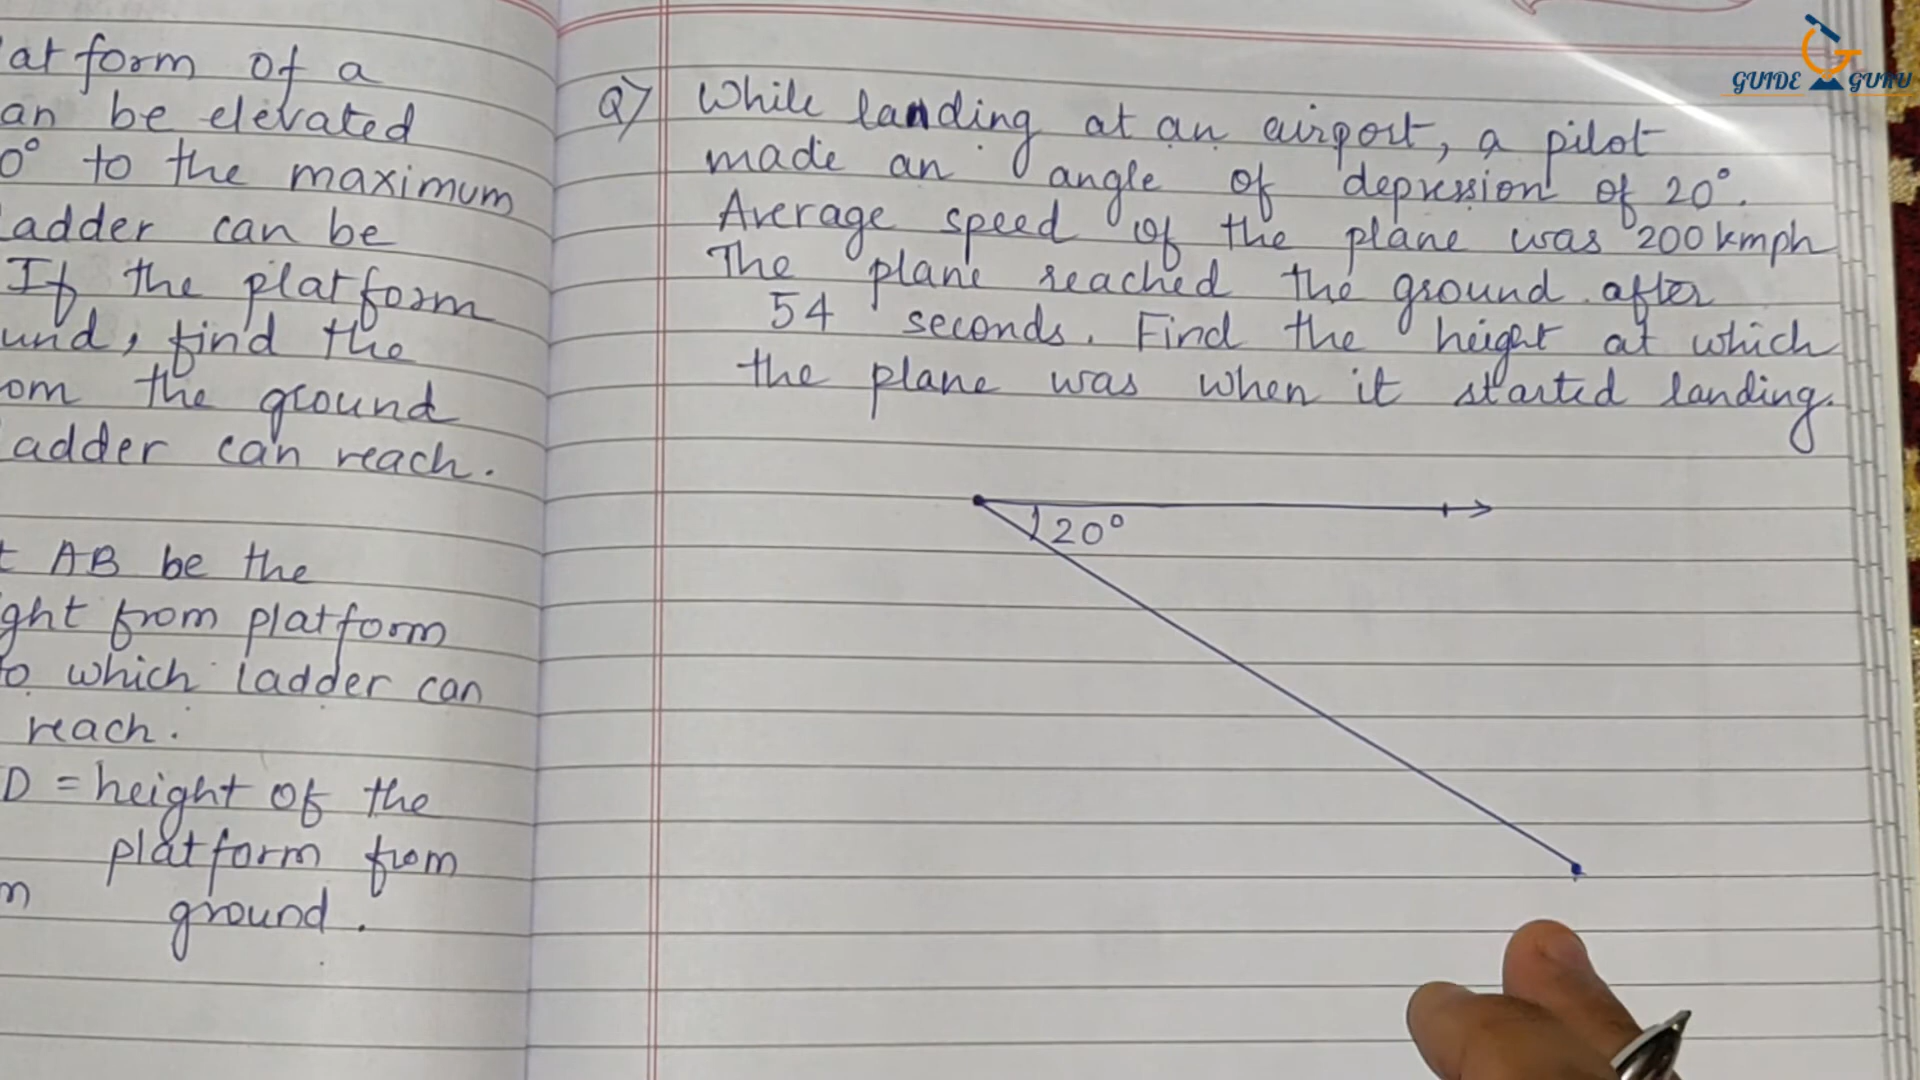 at form of a
an be elevated
0° to the maximum
adder can be
If the platform
und, find the
om the ground
adder can reach.
t AB be the
ght from platform
o which ladder can
reach.
D = height of the
platform from
m
ground.
Q7 While landing at an airport, a pilot
made an angle of depression of 20°.
Average speed of the plane was 200 kmph
The plane reached the ground after
54 seconds. Find the height at which
the plane was when it started landing.
20°
GUIDE GURU